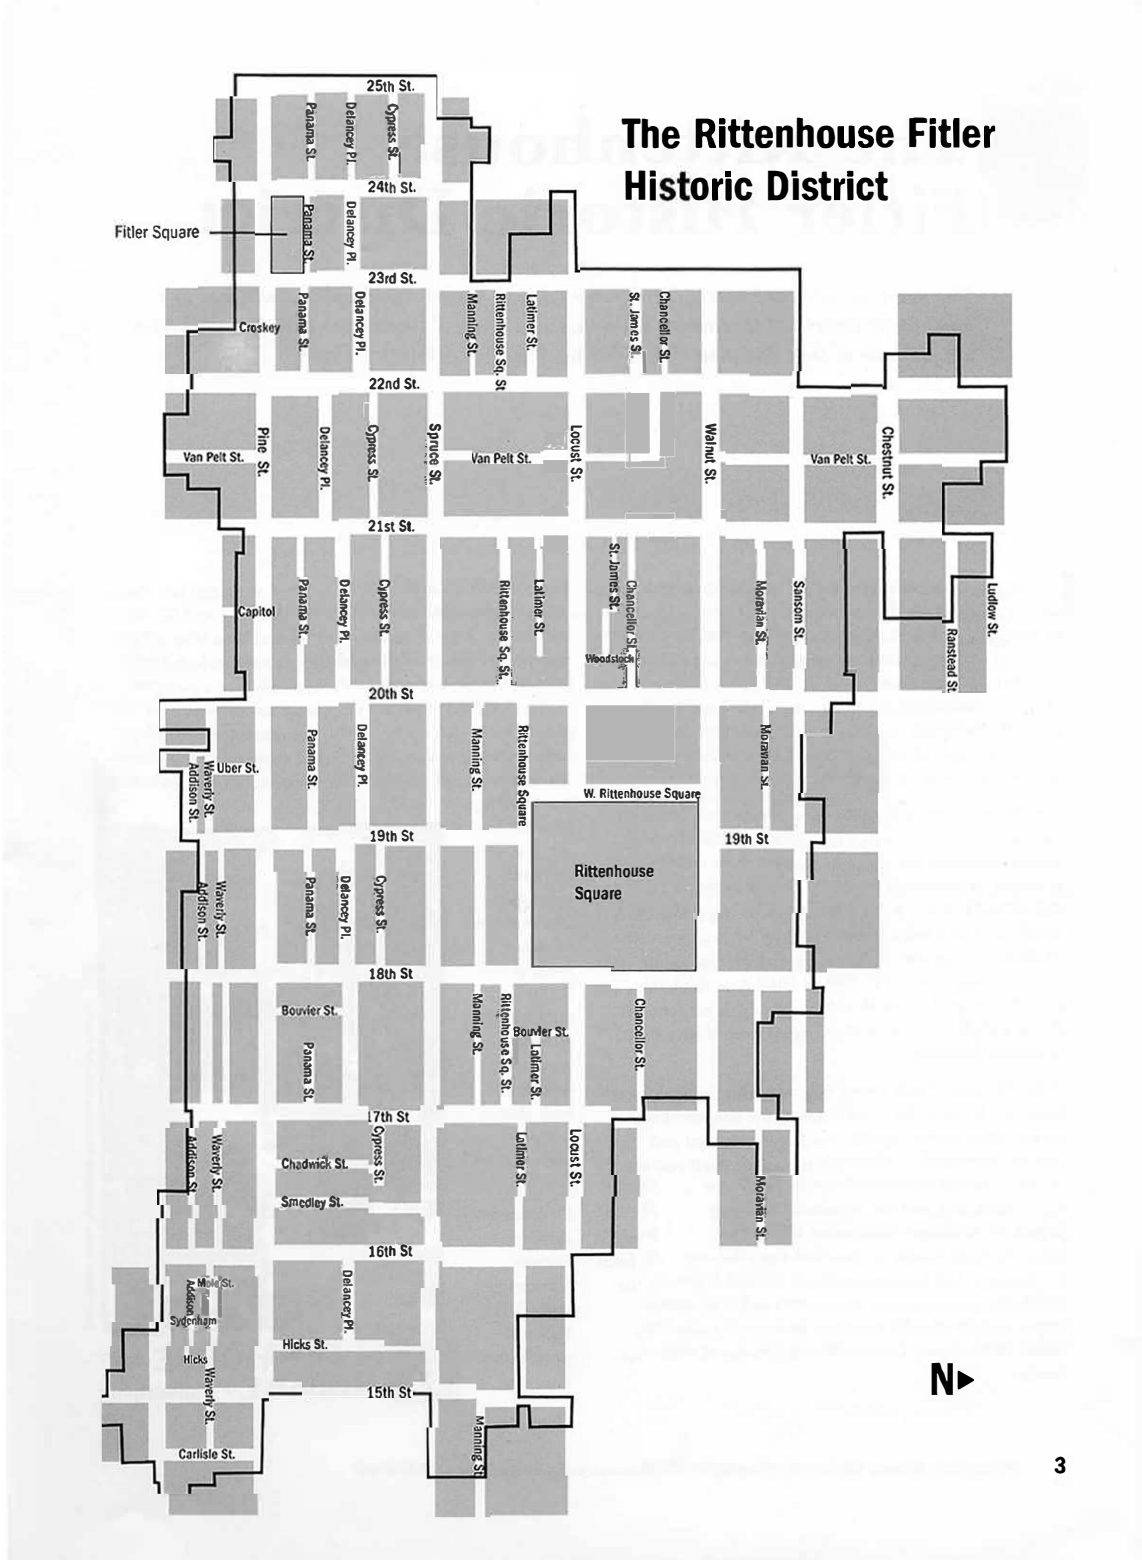 The Rittenhouse Fitler
Historic District
25th St.
Panama St.
Delancey Pl.
Cypress St.
24th St.
Fitler Square
Panama St.
Delancey Pl.
23rd St.
Croskey
Panama St.
Delancey Pl.
Manning St.
Rittenhouse Sq. St
Latimer St.
St. James St.
Chancellor St.
22nd St.
Van Pelt St.
Pine St.
Delancey Pl.
Cypress St.
Spruce St.
Van Pelt St.
Locust St.
Walnut St.
Van Pelt St.
Chestnut St.
21st St.
Capitol
Panama St.
Delancey Pl.
Cypress St.
Rittenhouse Sq. St.
Latimer St.
St. James St.
Chancellor St.
Woodstock
Moravian St.
Sansom St.
Ranstead St.
Ludlow St.
20th St
Addison St.
Waverly St.
Uber St.
Panama St.
Delancey Pl.
Manning St.
Rittenhouse Square
W. Rittenhouse Square
Moravian St.
19th St
19th St
Addison St.
Waverly St.
Panama St.
Delancey Pl.
Cypress St.
Rittenhouse
Square
18th St
Bouvier St.
Panama St.
Manning St.
Rittenhouse Sq. St.
Bouvier St.
Latimer St.
Chancellor St.
17th St
Addison St.
Waverly St.
Chadwick St.
Cypress St.
Smedley St.
Latimer St.
Locust St.
Moravian St.
16th St
Mole St.
Addison
Sydenham
Delancey Pl.
Hicks St.
Hicks
Waverly St.
15th St
Manning St.
Carlisle St.
N
3